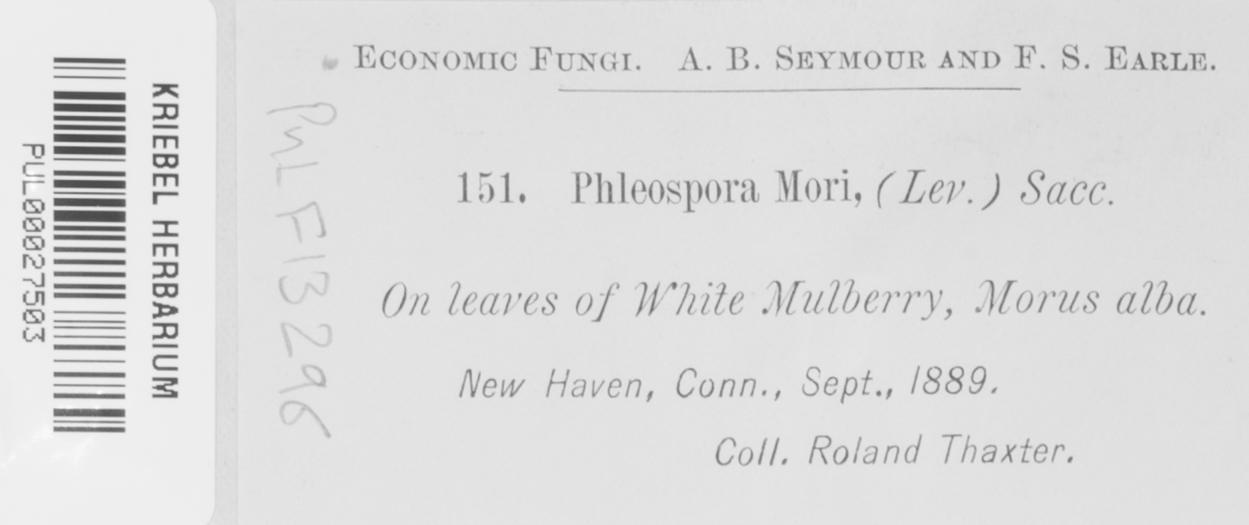 KRIEBEL HERBARIUM
PUL00027503
PUL F13296
ECONOMIC FUNGI. A. B. SEYMOUR AND F. S. EARLE.
151. Phleospora Mori, (Lev.) Sacc.
On leaves of White Mulberry, Morus alba.
New Haven, Conn., Sept., 1889.
Coll. Roland Thaxter.